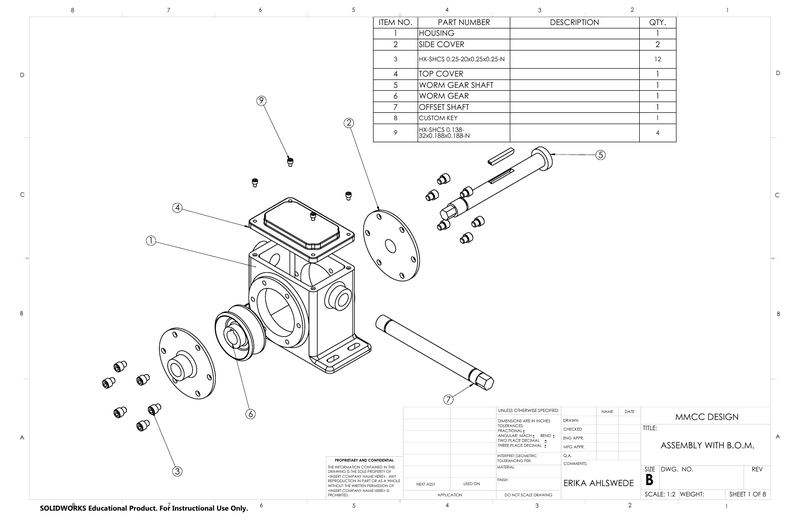 8 7 6 5 4 3 2 1
ITEM NO. PART NUMBER DESCRIPTION QTY.
1 HOUSING 1
2 SIDE COVER 2
3 HX-SHCS 0.25-20x0.25x0.25-N 12
4 TOP COVER 1
5 WORM GEAR SHAFT 1
6 WORM GEAR 1
7 OFFSET SHAFT 1
8 CUSTOM KEY 1
9 HX-SHCS 0.138-
32x0.188x0.188-N 4
D D
9
2
5
C C
4
1
B B
7
6
A A
3
UNLESS OTHERWISE SPECIFIED:
DIMENSIONS ARE IN INCHES
TOLERANCES:
FRACTIONAL±
ANGULAR: MACH± BEND ±
TWO PLACE DECIMAL ±
THREE PLACE DECIMAL ±
INTERPRET GEOMETRIC
TOLERANCING PER:
MATERIAL
FINISH
DO NOT SCALE DRAWING
NAME DATE
DRAWN
CHECKED
ENG APPR.
MFG APPR.
Q.A.
COMMENTS:
ERIKA AHLSWEDE
MMCC DESIGN
TITLE:
ASSEMBLY WITH B.O.M.
SIZE DWG. NO. REV
B
SCALE: 1:2 WEIGHT: SHEET 1 OF 8
PROPRIETARY AND CONFIDENTIAL
THE INFORMATION CONTAINED IN THIS
DRAWING IS THE SOLE PROPERTY OF
<INSERT COMPANY NAME HERE>. ANY
REPRODUCTION IN PART OR AS A WHOLE
WITHOUT THE WRITTEN PERMISSION OF
<INSERT COMPANY NAME HERE> IS
PROHIBITED.
NEXT ASSY USED ON
APPLICATION
SOLIDWORKS Educational Product. For Instructional Use Only.
7 6 5 4 3 2 1